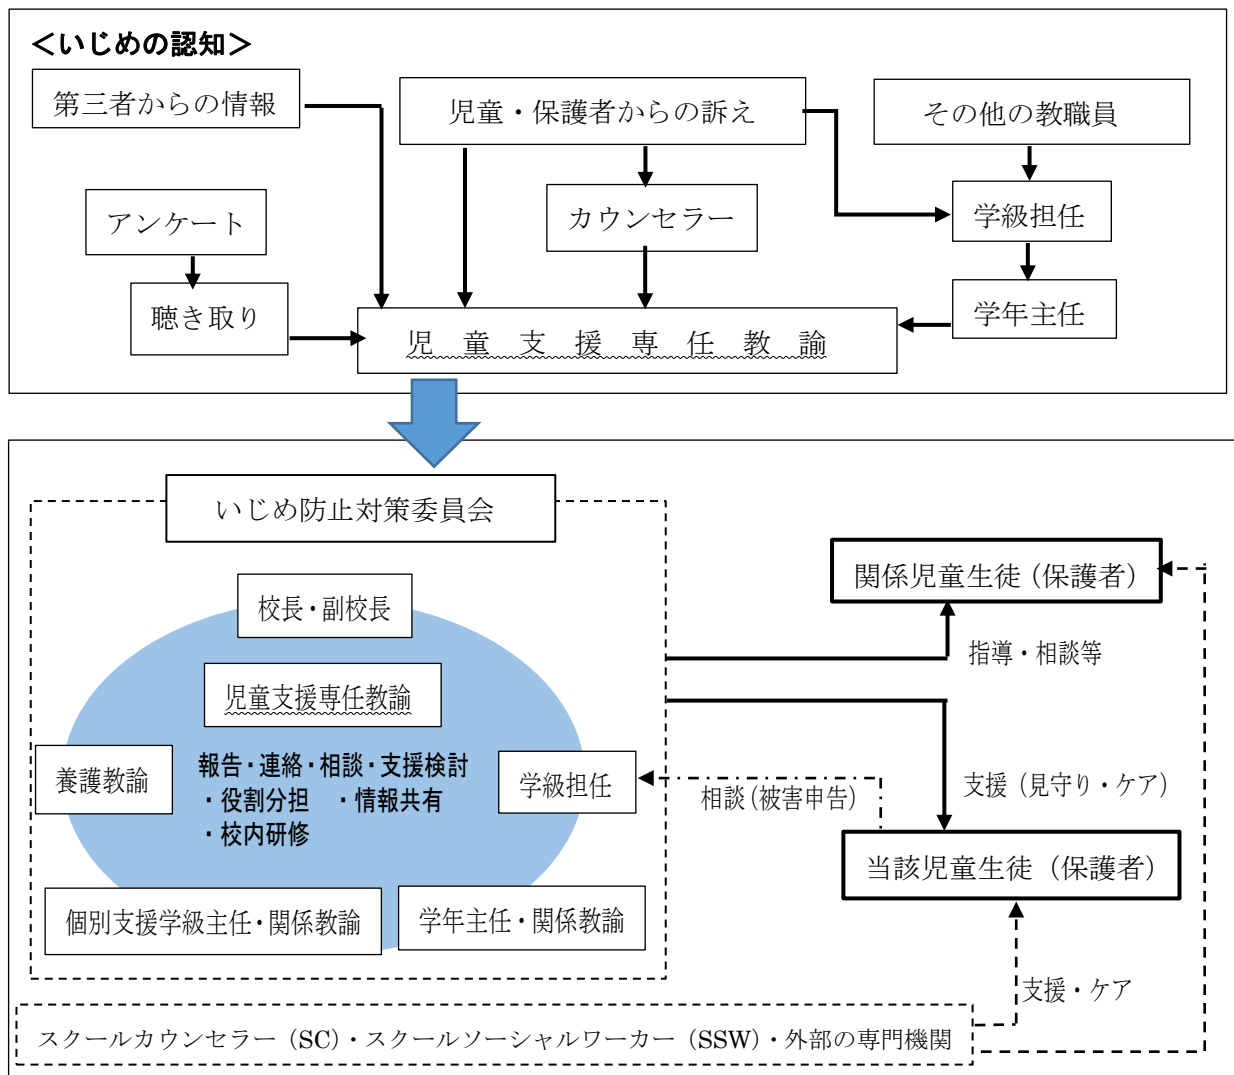 ＜いじめの認知＞
第三者からの情報
児童・保護者からの訴え
その他の教職員
アンケート
カウンセラー
学級担任
聴き取り
学年主任
児童支援専任教諭
いじめ防止対策委員会
校長・副校長
児童支援専任教諭
養護教諭
報告・連絡・相談・支援検討
・役割分担　・情報共有
・校内研修
学級担任
個別支援学級主任・関係教諭
学年主任・関係教諭
関係児童生徒（保護者）
指導・相談等
相談（被害申告）
支援（見守り・ケア）
当該児童生徒（保護者）
支援・ケア
スクールカウンセラー（SC）・スクールソーシャルワーカー（SSW）・外部の専門機関